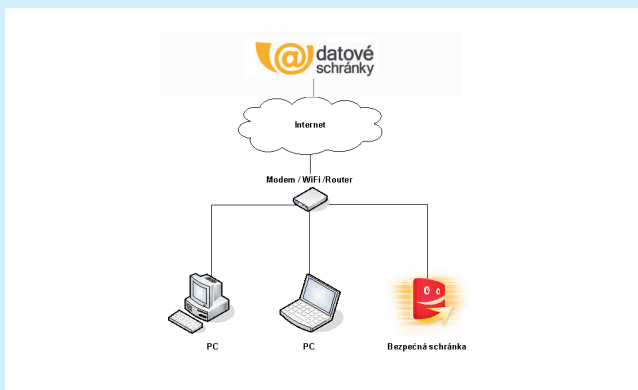 datové
schránky
Internet
Modem / WiFi /Router
PC
PC
Bezpečná schránka